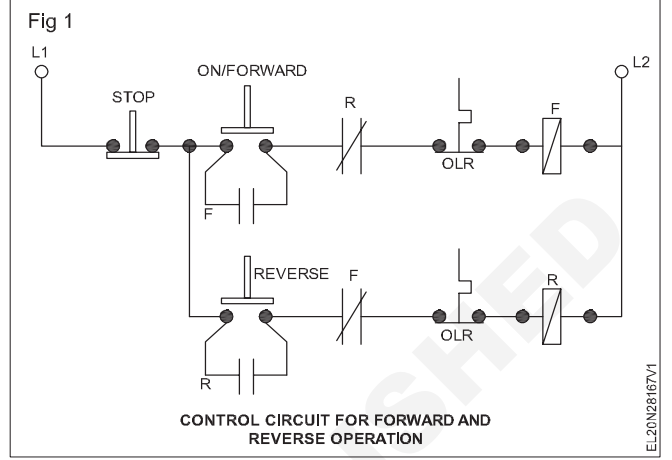 Fig 1
L1
L2
ON/FORWARD
STOP
R
F
OLR
F
REVERSE
F
R
OLR
R
CONTROL CIRCUIT FOR FORWARD AND
REVERSE OPERATION
EL20N28167V1